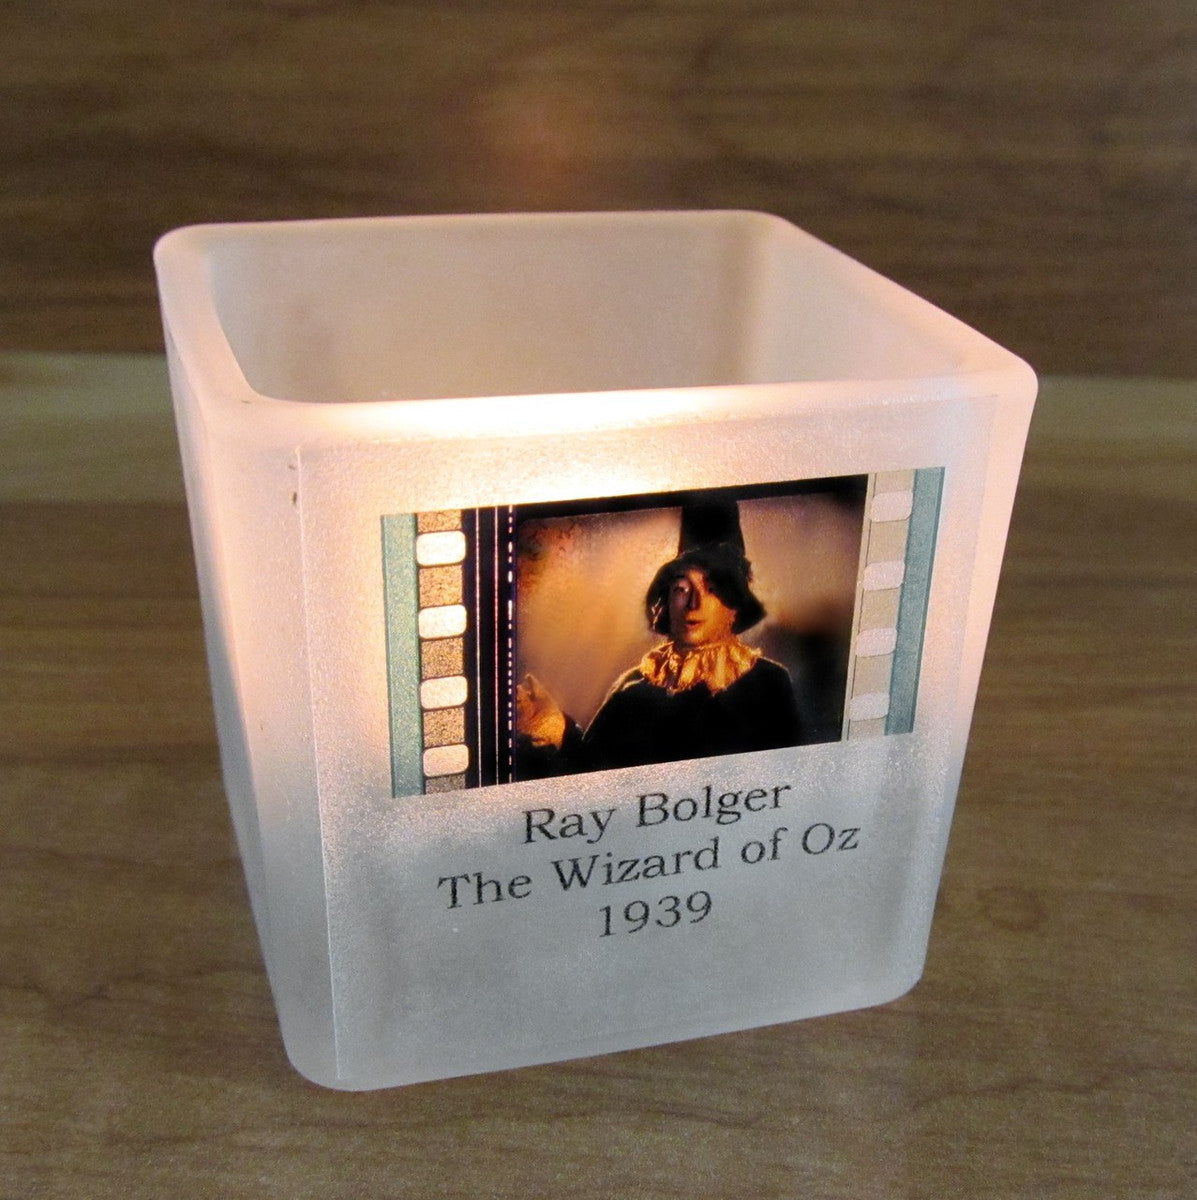 Ray Bolger
The Wizard of Oz
1939